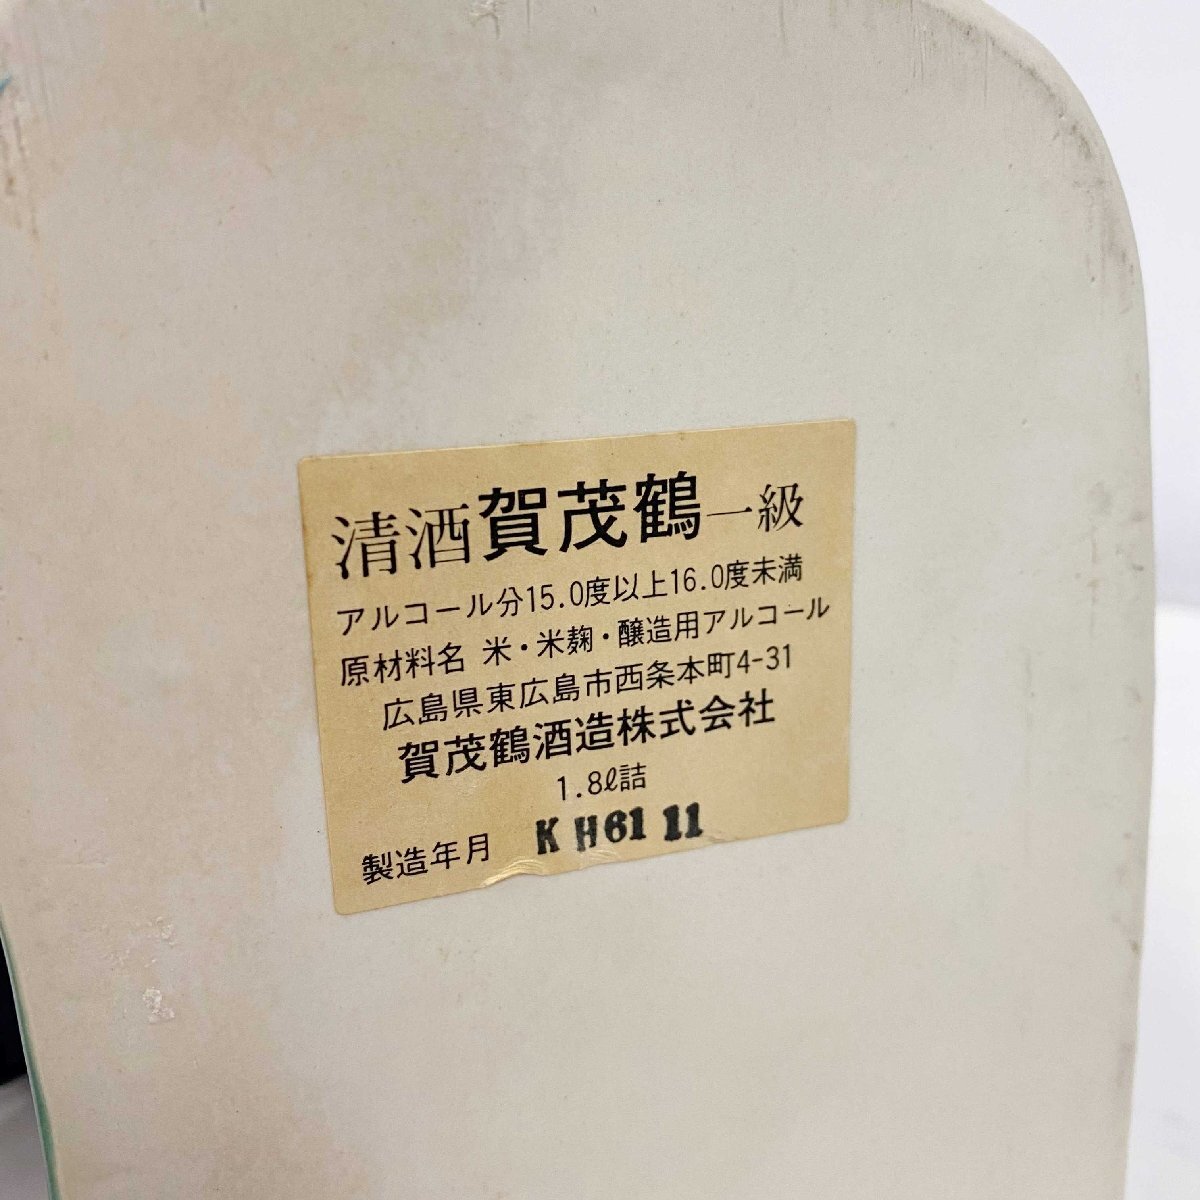 清酒賀茂鶴一級
アルコール分15.0度以上16.0度未満
原材料名 米・米麹・醸造用アルコール
広島県東広島市西条本町4-31
賀茂鶴酒造株式会社
1.8ℓ詰
製造年月 K H61 11